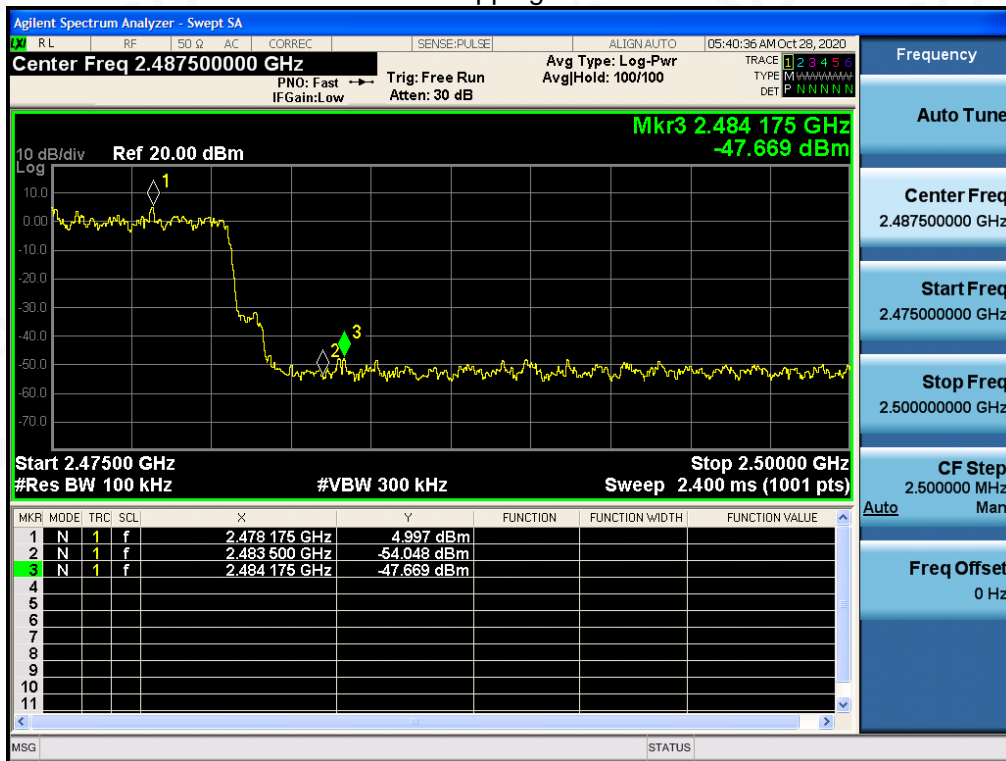 pping
Agilent Spectrum Analyzer - Swept SA
LXI RL RF 50 Ω AC CORREC SENSE:PULSE ALIGN AUTO 05:40:36 AM Oct 28, 2020
Center Freq 2.487500000 GHz
PNO: Fast
IFGain:Low
Trig: Free Run
Atten: 30 dB
Avg Type: Log-Pwr
Avg|Hold: 100/100
TRACE 1 2 3 4 5 6
TYPE M
DET P N N N N N
Mkr3 2.484 175 GHz
-47.669 dBm
10 dB/div Ref 20.00 dBm
Log
10.0
0.00
-10.0
-20.0
-30.0
-40.0
-50.0
-60.0
-70.0
1
2
3
Start 2.47500 GHz Stop 2.50000 GHz
#Res BW 100 kHz #VBW 300 kHz Sweep 2.400 ms (1001 pts)
MKR MODE TRC SCL X Y FUNCTION FUNCTION WIDTH FUNCTION VALUE
1 N 1 f 2.478 175 GHz 4.997 dBm
2 N 1 f 2.483 500 GHz -54.048 dBm
3 N 1 f 2.484 175 GHz -47.669 dBm
4
5
6
7
8
9
10
11
MSG STATUS
Frequency
Auto Tune
Center Freq
2.487500000 GHz
Start Freq
2.475000000 GHz
Stop Freq
2.500000000 GHz
CF Step
2.500000 MHz
Auto Man
Freq Offset
0 Hz